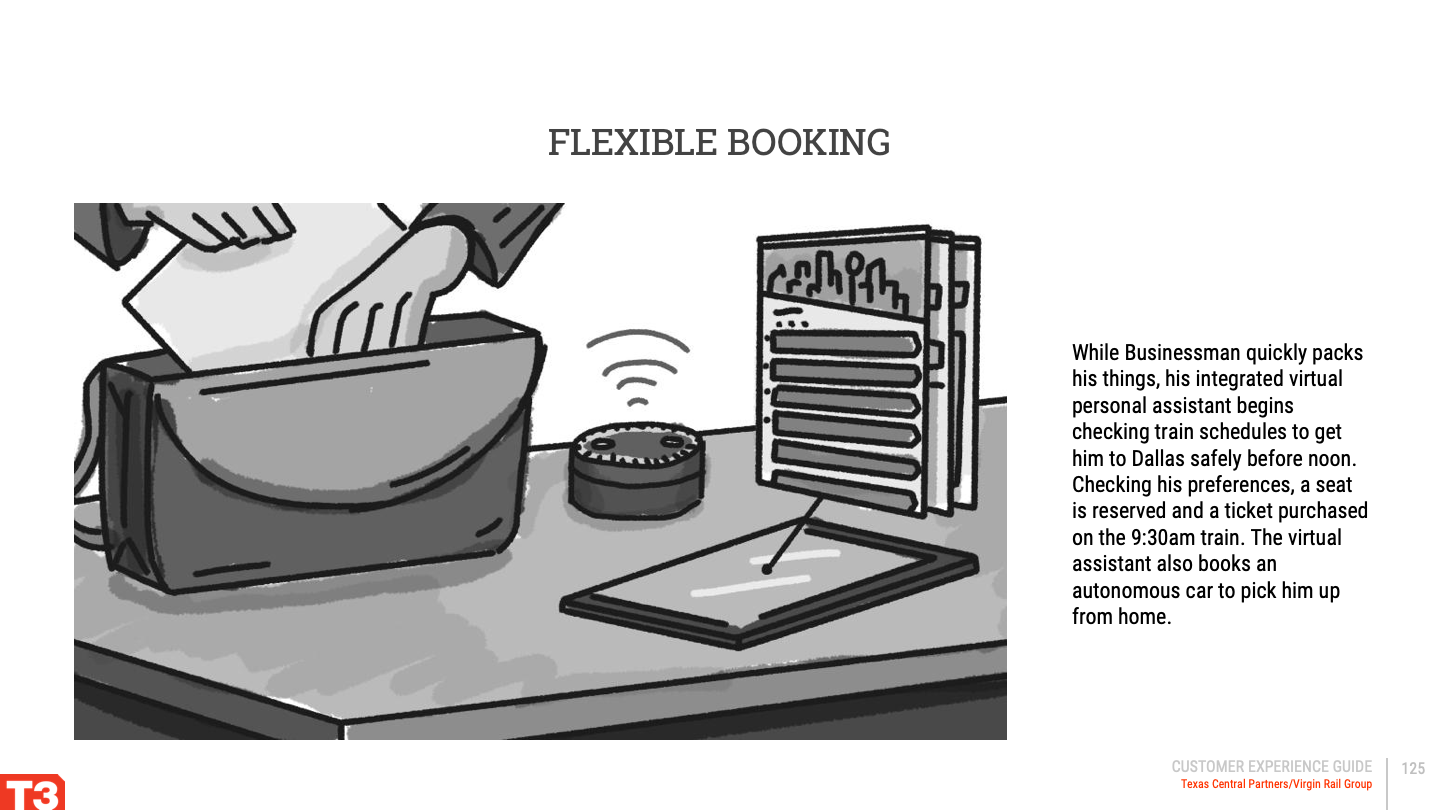 FLEXIBLE BOOKING
While Businessman quickly packs
his things, his integrated virtual
personal assistant begins
checking train schedules to get
him to Dallas safely before noon.
Checking his preferences, a seat
is reserved and a ticket purchased
on the 9:30am train. The virtual
assistant also books an
autonomous car to pick him up
from home.
CUSTOMER EXPERIENCE GUIDE
125
Texas Central Partners/Virgin Rail Group
T3